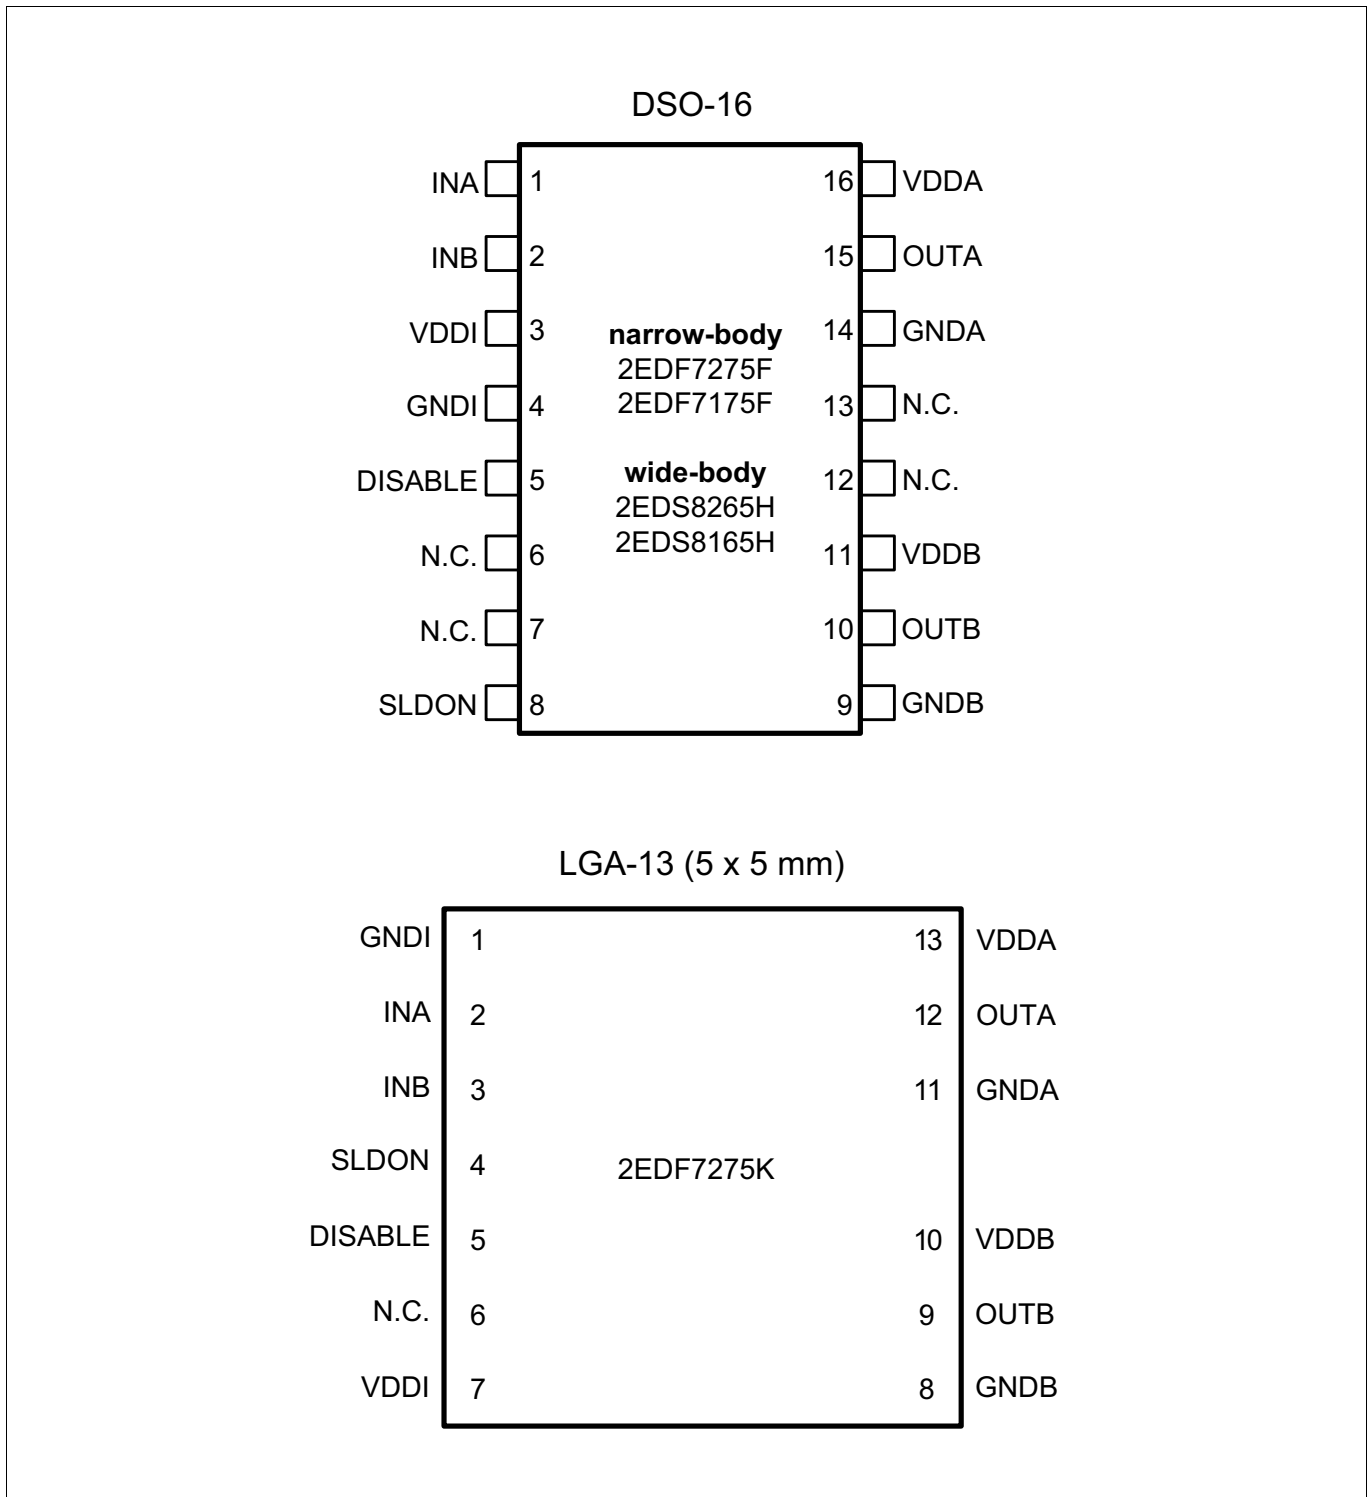 DSO-16
INA 1 16 VDDA
INB 2 15 OUTA
VDDI 3 narrow-body 14 GNDA
2EDF7275F
GNDI 4 2EDF7175F 13 N.C.
DISABLE 5 wide-body 12 N.C.
2EDS8265H
N.C. 6 2EDS8165H 11 VDDB
N.C. 7 10 OUTB
SLDON 8 9 GNDB
LGA-13 (5 x 5 mm)
GNDI 1 13 VDDA
INA 2 12 OUTA
INB 3 11 GNDA
SLDON 4 2EDF7275K
DISABLE 5 10 VDDB
N.C. 6 9 OUTB
VDDI 7 8 GNDB